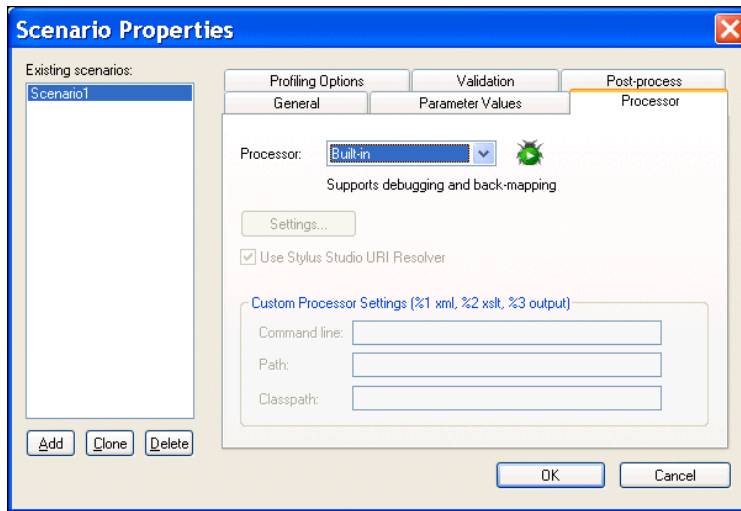 Scenario Properties
Existing scenarios:
Scenario1
Add Clone Delete
Profiling Options Validation Post-process
General Parameter Values Processor
Processor: Built-in
Supports debugging and back-mapping
Settings...
Use Stylus Studio URI Resolver
Custom Processor Settings (%1 xml, %2 xslt, %3 output)
Command line:
Path:
Classpath:
OK Cancel